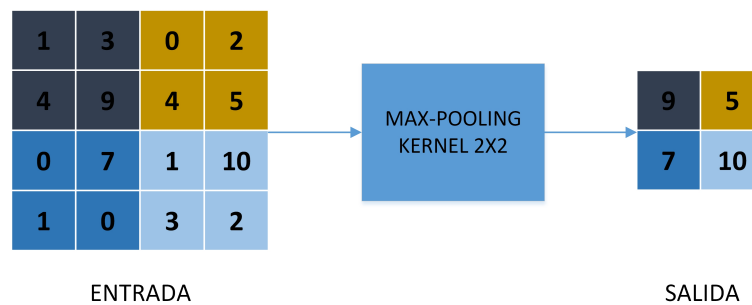 1 3 0 2
4 9 4 5
0 7 1 10
1 0 3 2
MAX-POOLING
KERNEL 2X2
9 5
7 10
ENTRADA
SALIDA